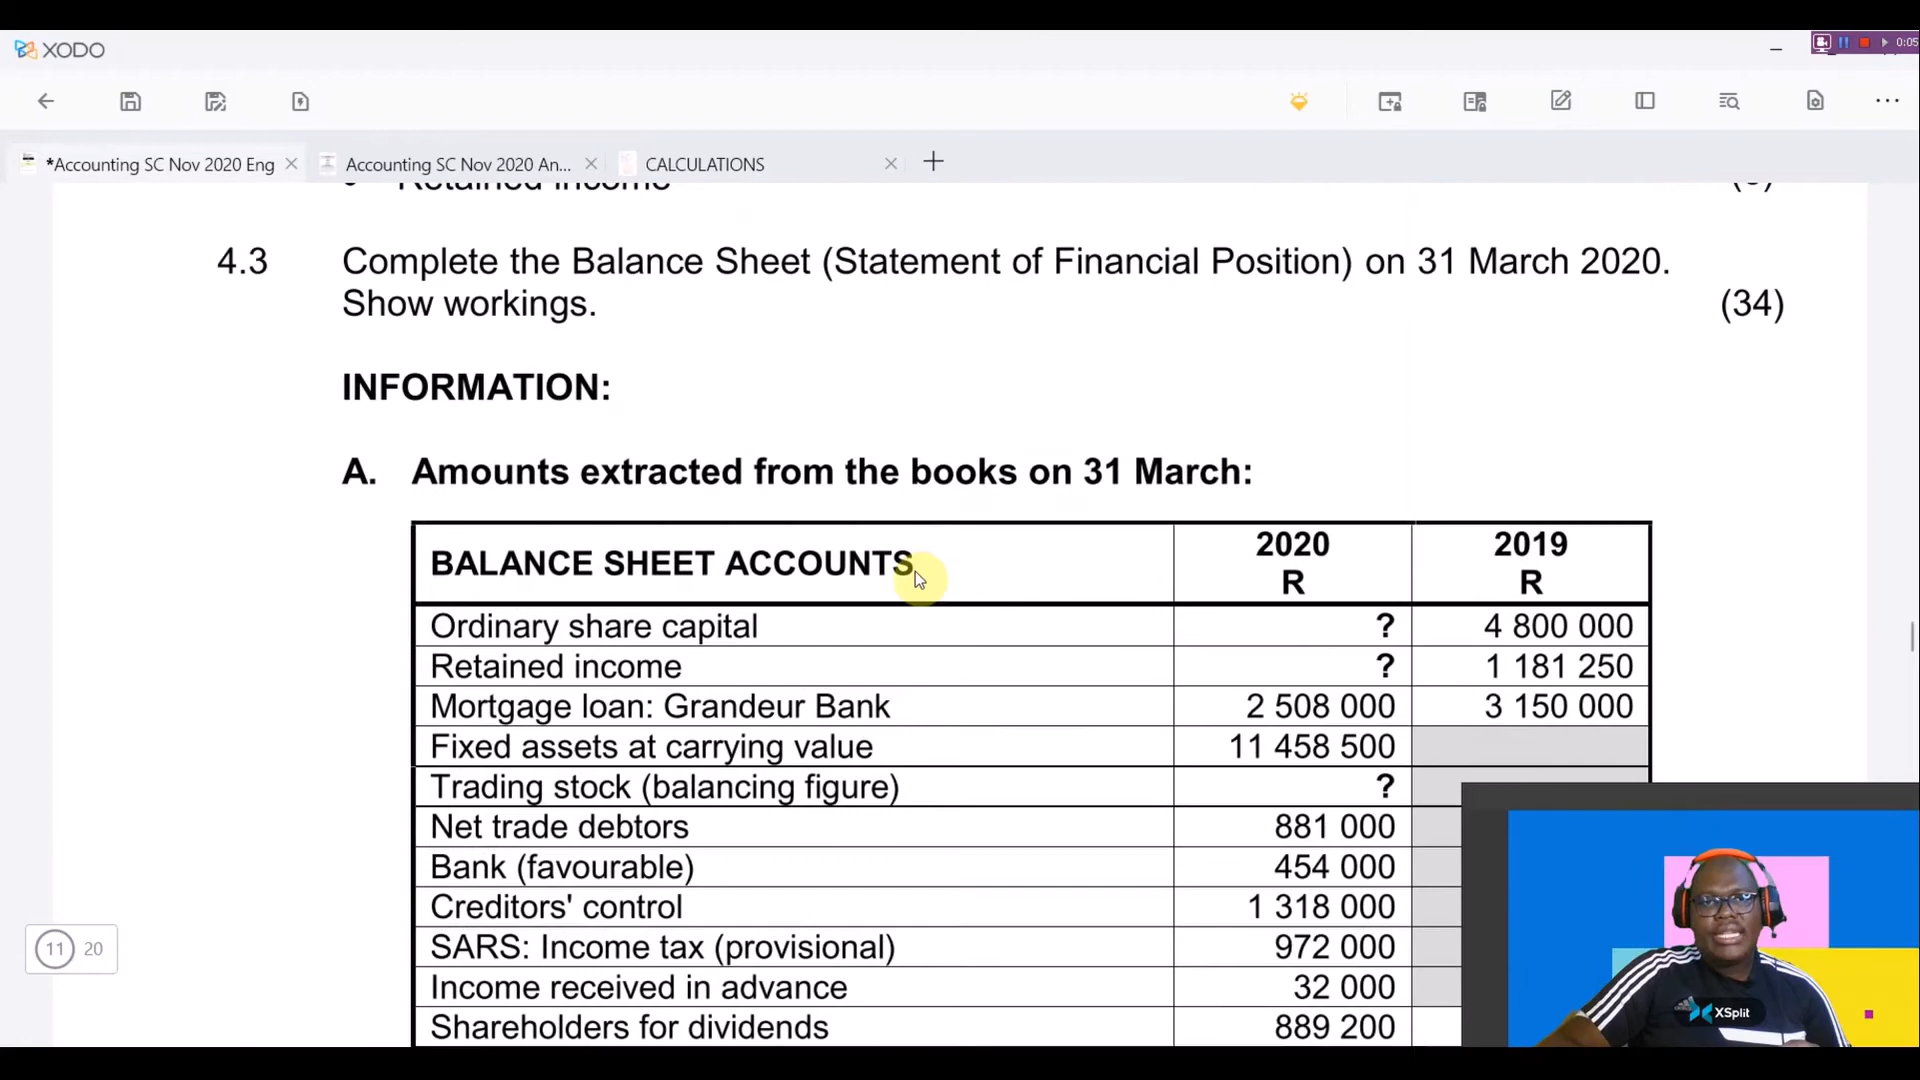 XODO
0:05
*Accounting SC Nov 2020 Eng
Accounting SC Nov 2020 An...
CALCULATIONS
Retained income
4.3 Complete the Balance Sheet (Statement of Financial Position) on 31 March 2020.
Show workings. (34)
INFORMATION:
A. Amounts extracted from the books on 31 March:
BALANCE SHEET ACCOUNTS 2020 R 2019 R
Ordinary share capital ? 4 800 000
Retained income ? 1 181 250
Mortgage loan: Grandeur Bank 2 508 000 3 150 000
Fixed assets at carrying value 11 458 500
Trading stock (balancing figure) ?
Net trade debtors 881 000
Bank (favourable) 454 000
Creditors' control 1 318 000
SARS: Income tax (provisional) 972 000
Income received in advance 32 000
Shareholders for dividends 889 200
11 20
XSplit